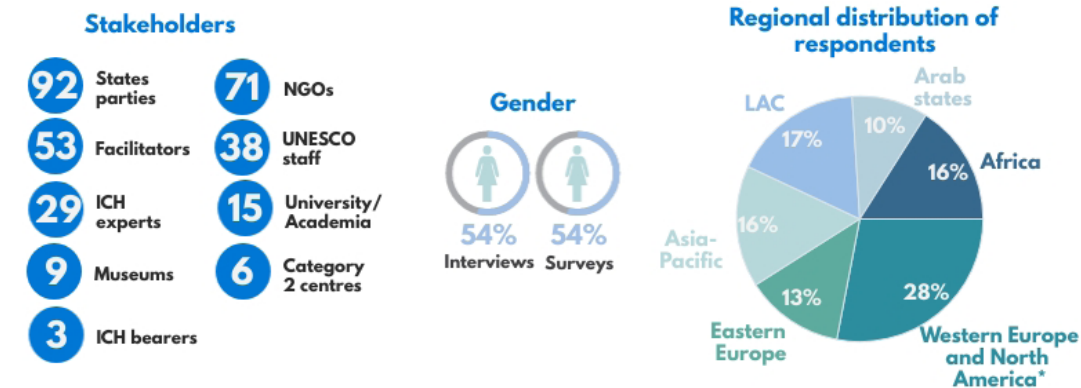 Stakeholders
92 States
parties
71 NGOs
53 Facilitators
38 UNESCO
staff
29 ICH
experts
15 University/
Academia
9 Museums
6 Category
2 centres
3 ICH bearers
Gender
54% 54%
Interviews Surveys
Regional distribution of
respondents
Arab
states
10%
LAC
17%
Africa
16%
Asia-
Pacific
16%
Eastern
Europe
13%
28%
Western Europe
and North
America*